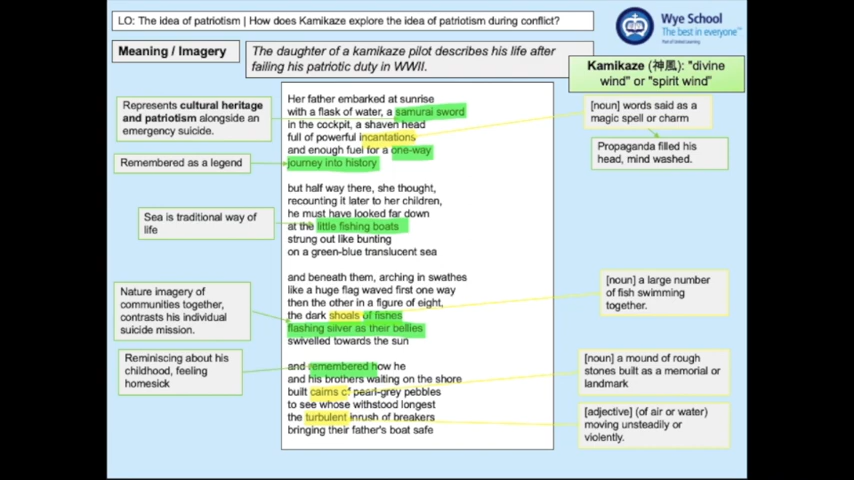 LO: The idea of patriotism | How does Kamikaze explore the idea of patriotism during conflict?
Wye School
The best in everyone™
Part of United Learning
Meaning / Imagery
The daughter of a kamikaze pilot describes his life after
failing his patriotic duty in WWII.
Kamikaze (神風): "divine
wind" or "spirit wind"
Represents cultural heritage
and patriotism alongside an
emergency suicide.
Remembered as a legend
Sea is traditional way of
life
Nature imagery of
communities together,
contrasts his individual
suicide mission.
Reminiscing about his
childhood, feeling
homesick
Her father embarked at sunrise
with a flask of water, a samurai sword
in the cockpit, a shaven head
full of powerful incantations
and enough fuel for a one-way
journey into history
but half way there, she thought,
recounting it later to her children,
he must have looked far down
at the little fishing boats
strung out like bunting
on a green-blue translucent sea
and beneath them, arching in swathes
like a huge flag waved first one way
then the other in a figure of eight,
the dark shoals of fishes
flashing silver as their bellies
swivelled towards the sun
and remembered how he
and his brothers waiting on the shore
built cairns of pearl-grey pebbles
to see whose withstood longest
the turbulent inrush of breakers
bringing their father's boat safe
[noun] words said as a
magic spell or charm
Propaganda filled his
head, mind washed.
[noun] a large number
of fish swimming
together.
[noun] a mound of rough
stones built as a memorial or
landmark
[adjective] (of air or water)
moving unsteadily or
violently.